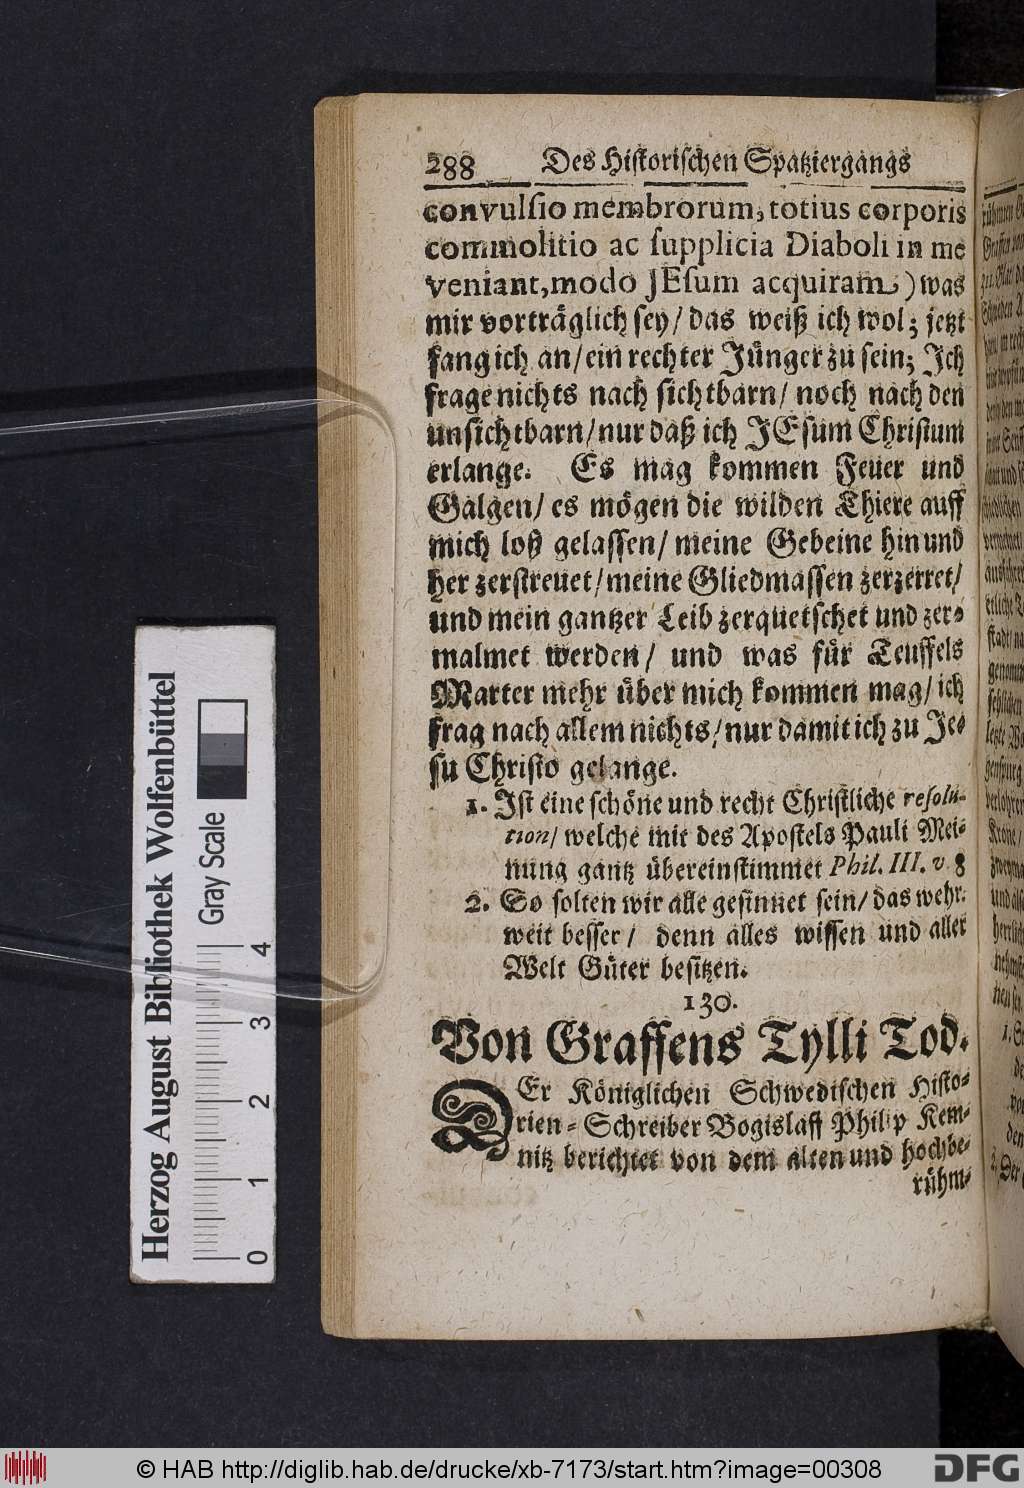 288 Des Historischen Spatziergangs
convulsio membrorum, totius corporis
commolitio ac supplicia Diaboli in me
veniant, modo JEsum acquiram) was
mir vorträglich sey/ das weiß ich wol; jetzt
fang ich an/ ein rechter Jünger zu sein; Ich
frage nichts nach sichtbarn/ noch nach den
unsichtbarn/ nur daß ich JEsum Christum
erlange. Es mag kommen Feuer und
Galgen/ es mögen die wilden Thiere auff
mich loß gelassen/ meine Gebeine hin und
her zerstreuet/ meine Gliedmassen zerzerret/
und mein gantzer Leib zerquetschet und zer-
malmet werden/ und was für Teuffels
Marter mehr über mich kommen mag/ ich
frag nach allem nichts/ nur damit ich zu Je-
su Christo gelange.
1. Ist eine schöne und recht Christliche resolu-
tion/ welche mit des Apostels Pauli Mei-
nung gantz übereinstimmet Phil. III. v. 8
2. So solten wir alle gesinnet sein/ das wehr.
weit besser/ denn alles wissen und aller
Welt Güter besitzen.
130.
Von Graffens Tylli Tod.
DEr Königlichen Schwedischen Histo-
rien-Schreiber Bogislaff Philip Kem-
nitz berichtet von dem alten und hochbe-
rühm-
Herzog August Bibliothek Wolfenbüttel
Gray Scale
0 1 2 3 4
© HAB http://diglib.hab.de/drucke/xb-7173/start.htm?image=00308
DFG